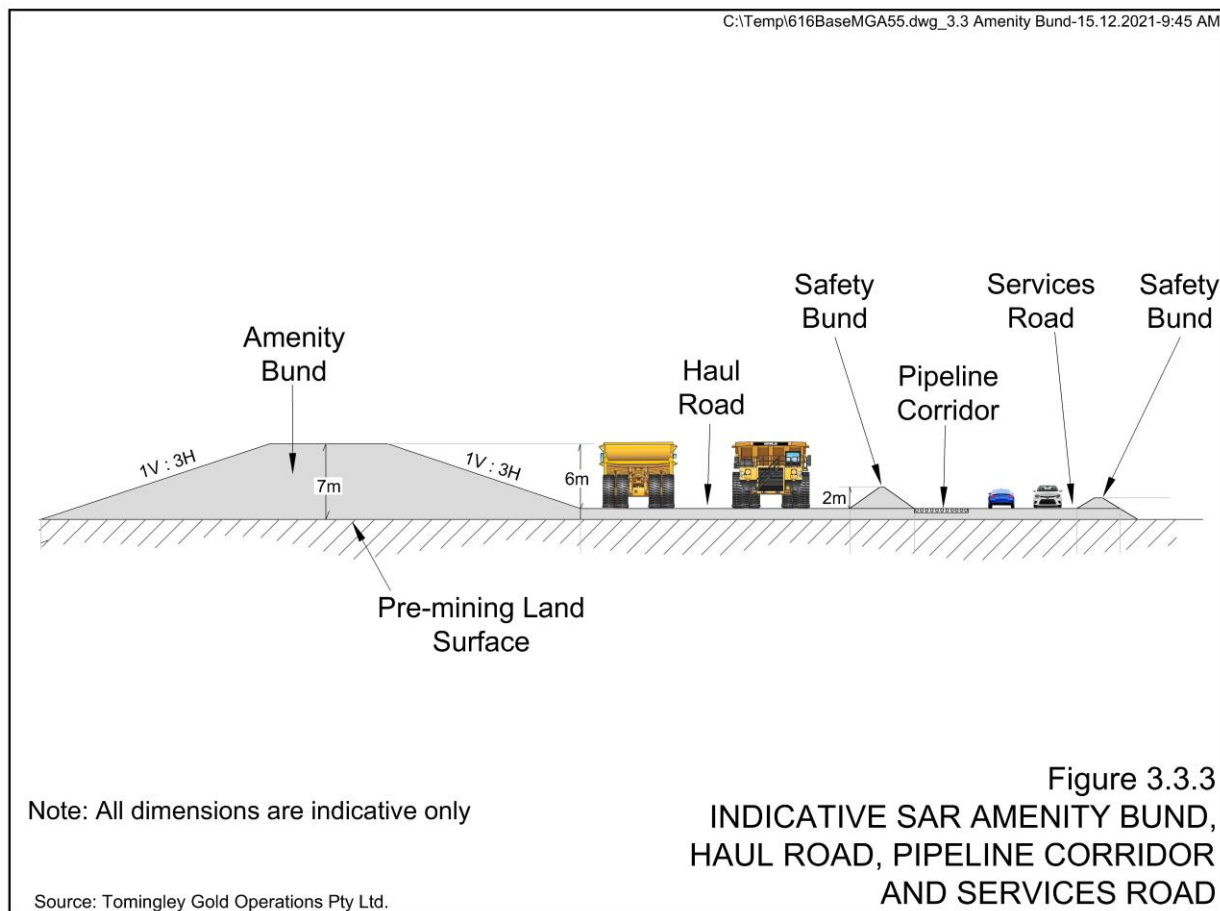 C:\Temp\616BaseMGA55.dwg_3.3 Amenity Bund-15.12.2021-9:45 AM
Safety
Bund
Services
Road
Safety
Bund
Amenity
Bund
Haul
Road
Pipeline
Corridor
1V : 3H
7m
1V : 3H
6m
2m
Pre-mining Land
Surface
Note: All dimensions are indicative only
Source: Tomingley Gold Operations Pty Ltd.
Figure 3.3.3
INDICATIVE SAR AMENITY BUND,
HAUL ROAD, PIPELINE CORRIDOR
AND SERVICES ROAD